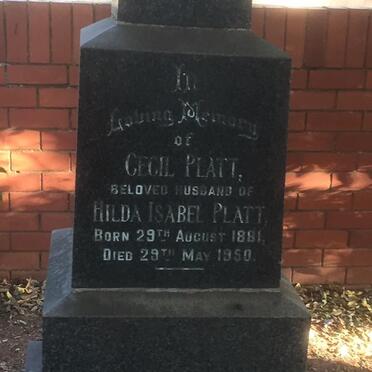 In
Loving Memory
of
CECIL PLATT,
BELOVED HUSBAND OF
HILDA ISABEL PLATT,
BORN 29TH AUGUST 1881,
DIED 29TH MAY 1950.